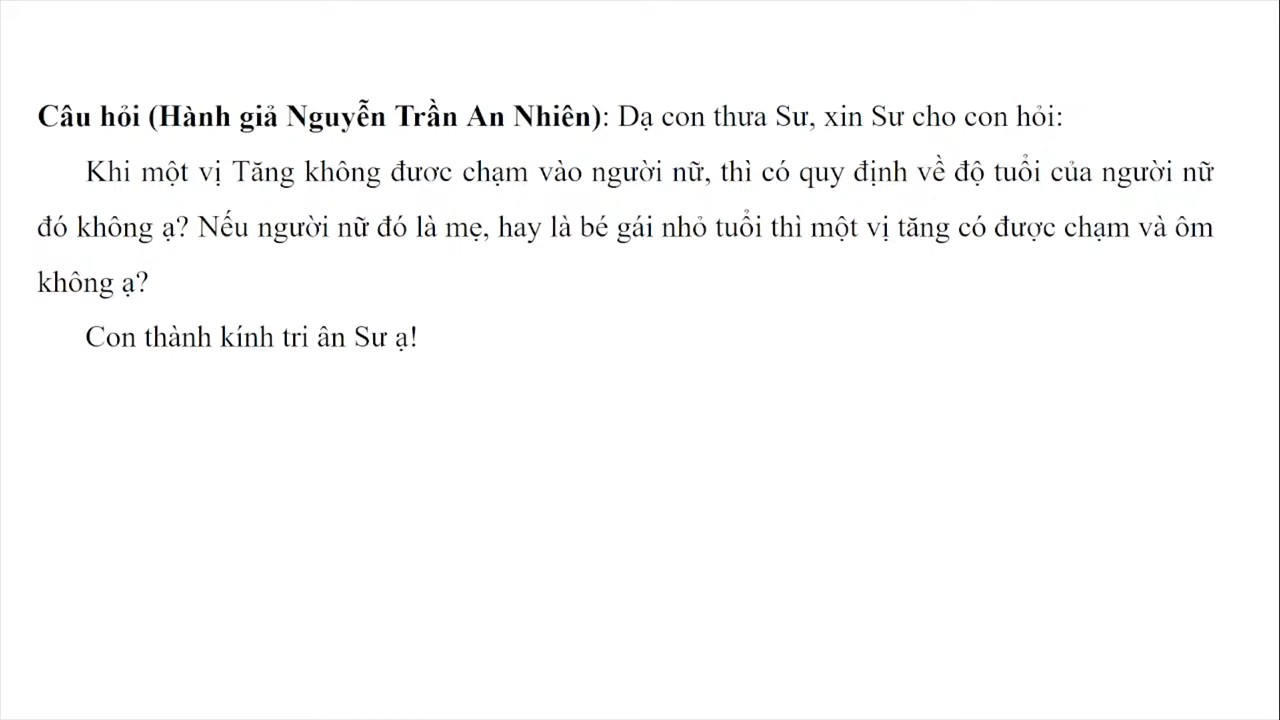 Câu hỏi (Hành giả Nguyễn Trần An Nhiên): Dạ con thưa Sư, xin Sư cho con hỏi:
Khi một vị Tăng không đươc chạm vào người nữ, thì có quy định về độ tuổi của người nữ
đó không ạ? Nếu người nữ đó là mẹ, hay là bé gái nhỏ tuổi thì một vị tăng có được chạm và ôm
không ạ?
Con thành kính tri ân Sư ạ!